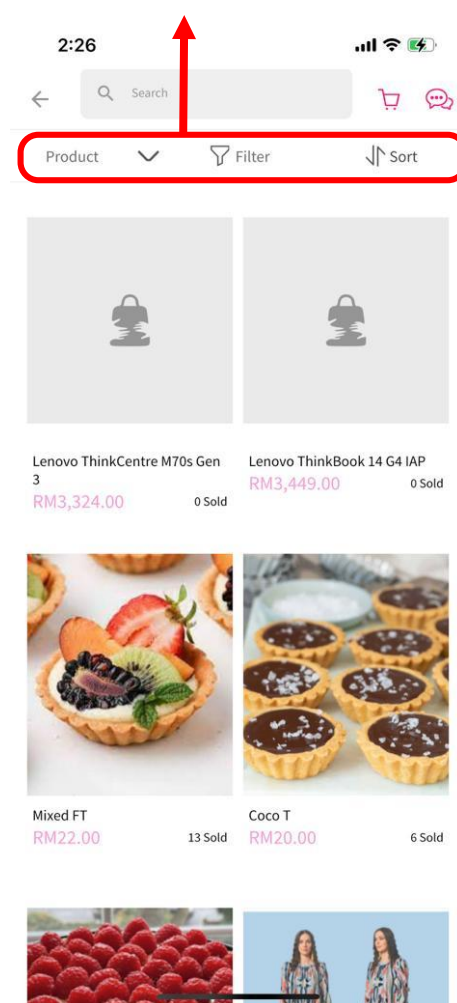 2:26
Search
Product Filter Sort
Lenovo ThinkCentre M70s Gen
3
RM3,324.00 0 Sold
Lenovo ThinkBook 14 G4 IAP
RM3,449.00 0 Sold
Mixed FT
RM22.00 13 Sold
Coco T
RM20.00 6 Sold